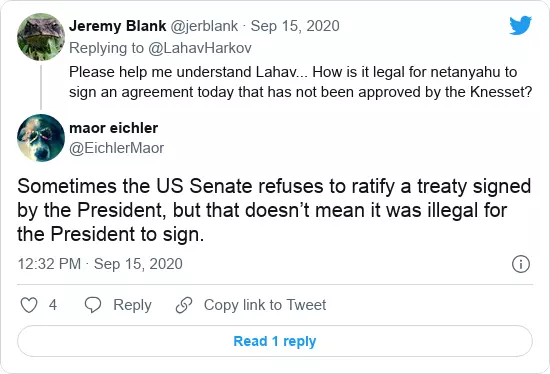 Jeremy Blank @jerblank · Sep 15, 2020
Replying to @LahavHarkov
Please help me understand Lahav... How is it legal for netanyahu to
sign an agreement today that has not been approved by the Knesset?
maor eichler
@EichlerMaor
Sometimes the US Senate refuses to ratify a treaty signed
by the President, but that doesn’t mean it was illegal for
the President to sign.
12:32 PM · Sep 15, 2020
4 Reply Copy link to Tweet
Read 1 reply